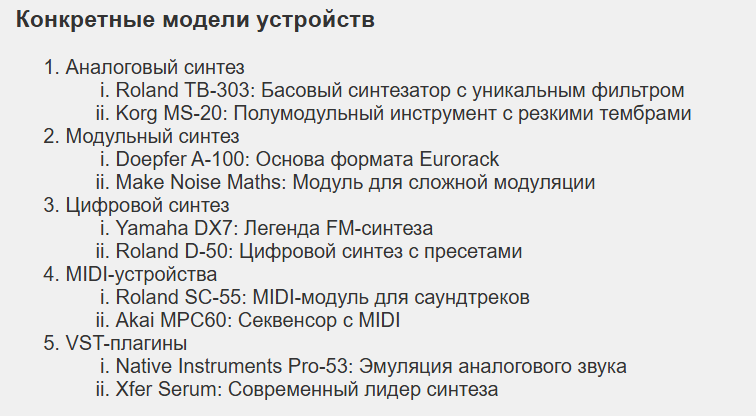 Конкретные модели устройств
1. Аналоговый синтез
i. Roland TB-303: Басовый синтезатор с уникальным фильтром
ii. Korg MS-20: Полумодульный инструмент с резкими тембрами
2. Модульный синтез
i. Doepfer A-100: Основа формата Eurorack
ii. Make Noise Maths: Модуль для сложной модуляции
3. Цифровой синтез
i. Yamaha DX7: Легенда FM-синтеза
ii. Roland D-50: Цифровой синтез с пресетами
4. MIDI-устройства
i. Roland SC-55: MIDI-модуль для саундтреков
ii. Akai MPC60: Секвенсор с MIDI
5. VST-плагины
i. Native Instruments Pro-53: Эмуляция аналогового звука
ii. Xfer Serum: Современный лидер синтеза